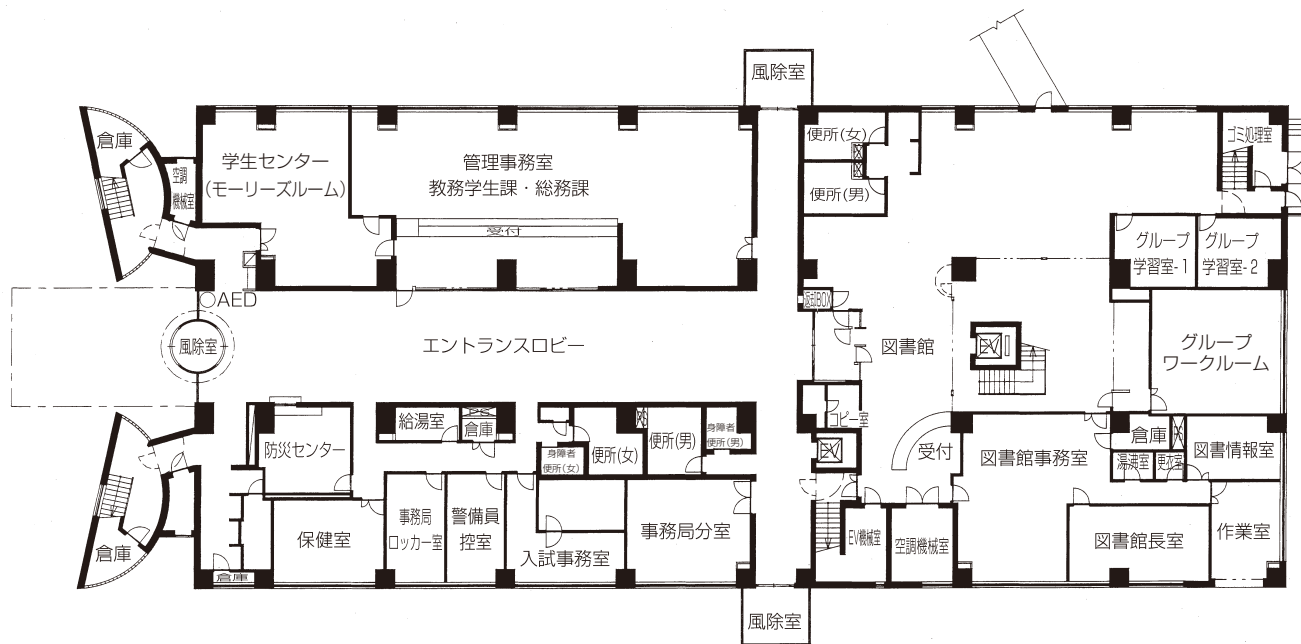 風除室
倉庫
空調
機械室
学生センター
(モーリーズルーム)
管理事務室
教務学生課・総務課
受付
便所(女)
便所(男)
ゴミ処理室
グループ
学習室-1
グループ
学習室-2
AED
風除室
エントランスロビー
返却BOX
図書館
EV
グループ
ワークルーム
防災センター
給湯室
倉庫
身障者
便所(女)
便所(女)
便所(男)
身障者
便所(男)
コピー室
EV
受付
図書館事務室
倉庫
湯沸室
更衣室
図書情報室
倉庫
倉庫
保健室
事務局
ロッカー室
警備員
控室
入試事務室
事務局分室
EV機械室
空調機械室
図書館長室
作業室
風除室